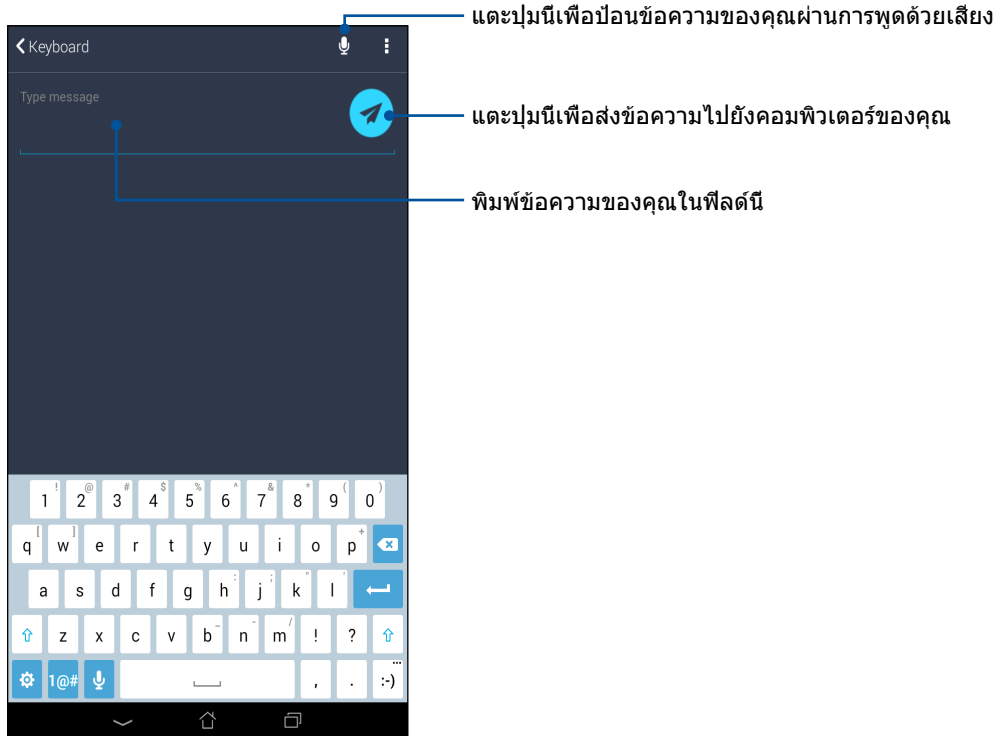 แตะปุ่มนี้เพื่อป้อนข้อความของคุณผ่านการพูดด้วยเสียง
Keyboard
Type message
แตะปุ่มนี้เพื่อส่งข้อความไปยังคอมพิวเตอร์ของคุณ
พิมพ์ข้อความของคุณในฟิลด์นี้
! @ # $ % ^ & * ( )
1 2 3 4 5 6 7 8 9 0
[ ] +
q w e r t y u i o p
: ; " '
a s d f g h j k l
_ - /
z x c v b n m ! ?
1@# , . :-)